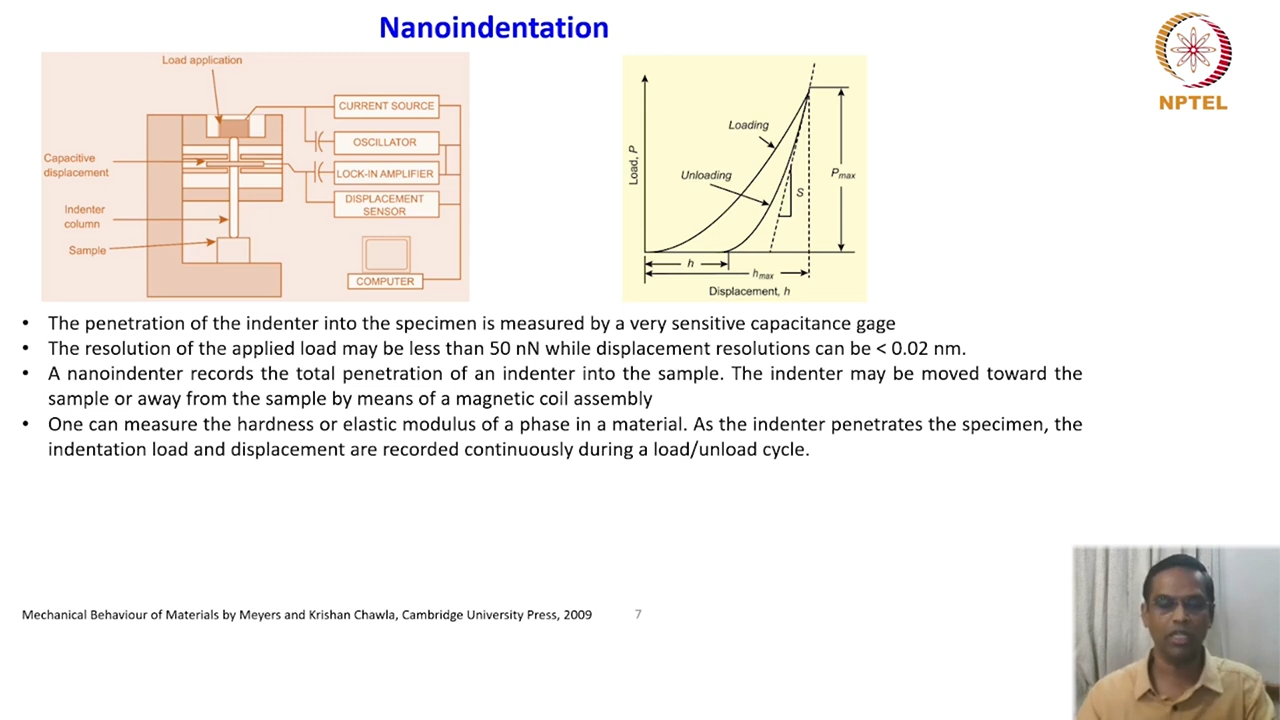 Nanoindentation
NPTEL
Load application
CURRENT SOURCE
OSCILLATOR
LOCK-IN AMPLIFIER
DISPLACEMENT
SENSOR
COMPUTER
Capacitive
displacement
Indenter
column
Sample
Load, P
Loading
Unloading
S
Pmax
h
hmax
Displacement, h
• The penetration of the indenter into the specimen is measured by a very sensitive capacitance gage
• The resolution of the applied load may be less than 50 nN while displacement resolutions can be < 0.02 nm.
• A nanoindenter records the total penetration of an indenter into the sample. The indenter may be moved toward the
sample or away from the sample by means of a magnetic coil assembly
• One can measure the hardness or elastic modulus of a phase in a material. As the indenter penetrates the specimen, the
indentation load and displacement are recorded continuously during a load/unload cycle.
Mechanical Behaviour of Materials by Meyers and Krishan Chawla, Cambridge University Press, 2009
7